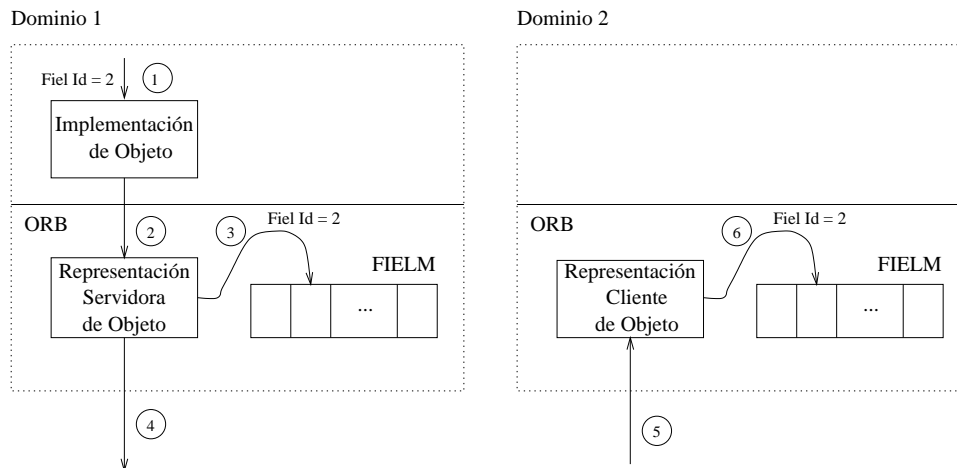 Dominio 1
Fiel Id = 2
1
Implementación
de Objeto
ORB
2
3
Fiel Id = 2
Representación
Servidora
de Objeto
FIELM
...
4
Dominio 2
ORB
6
Fiel Id = 2
Representación
Cliente
de Objeto
FIELM
...
5